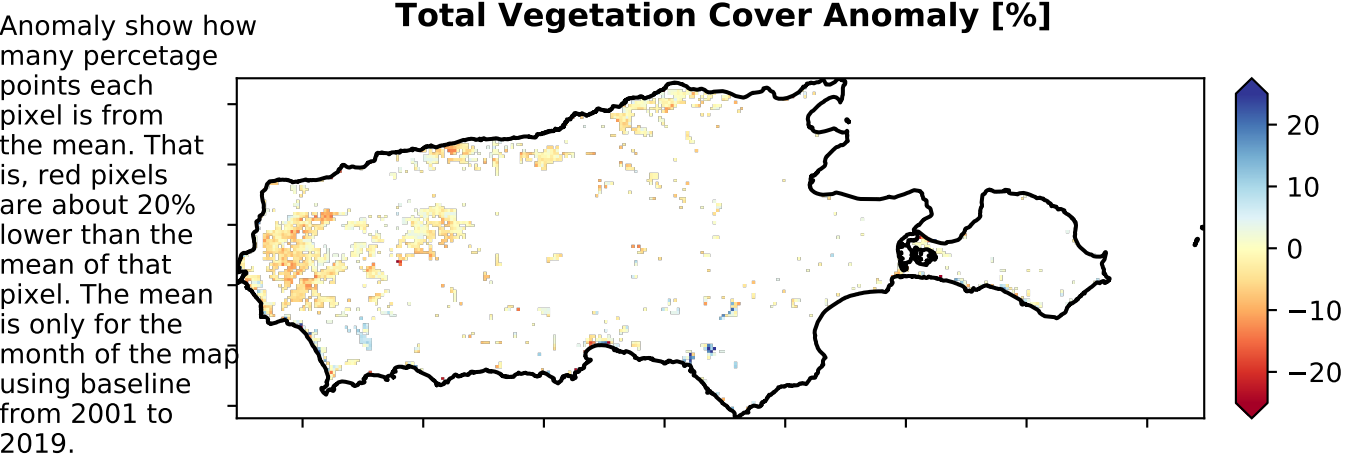 Total Vegetation Cover Anomaly [%]
Anomaly show how
many percetage
points each
pixel is from
the mean. That
is, red pixels
are about 20%
lower than the
mean of that
pixel. The mean
is only for the
month of the map
using baseline
from 2001 to
2019.
20
10
0
−10
−20